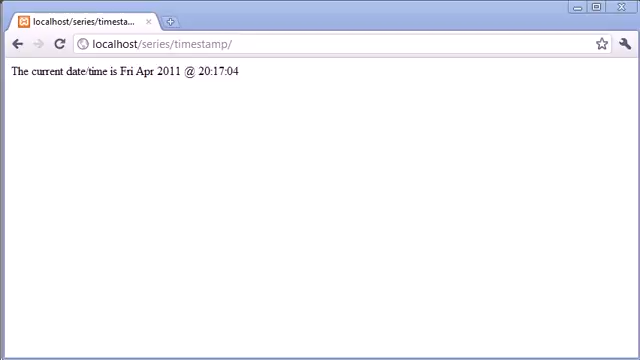 localhost/series/timesta...
localhost/series/timestamp/
The current date/time is Fri Apr 2011 @ 20:17:04